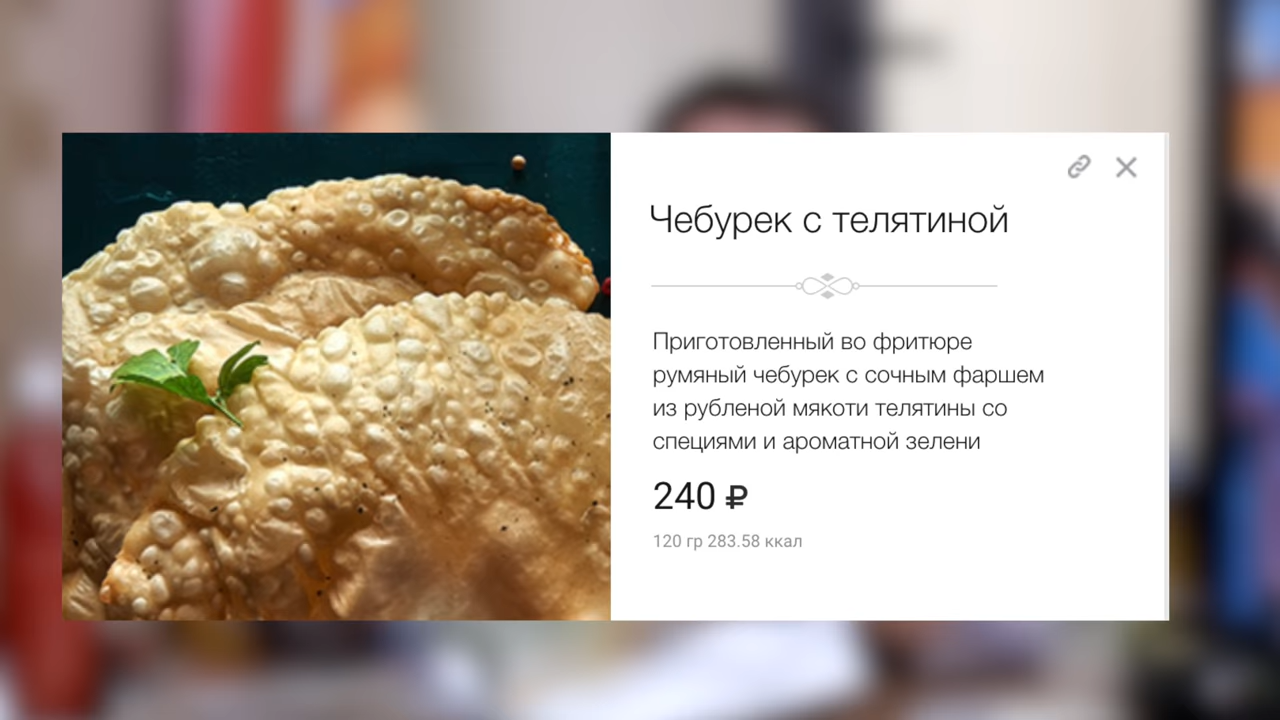 Чебурек с телятиной
Приготовленный во фритюре
румяный чебурек с сочным фаршем
из рубленой мякоти телятины со
специями и ароматной зелени
240 ₽
120 гр 283.58 ккал